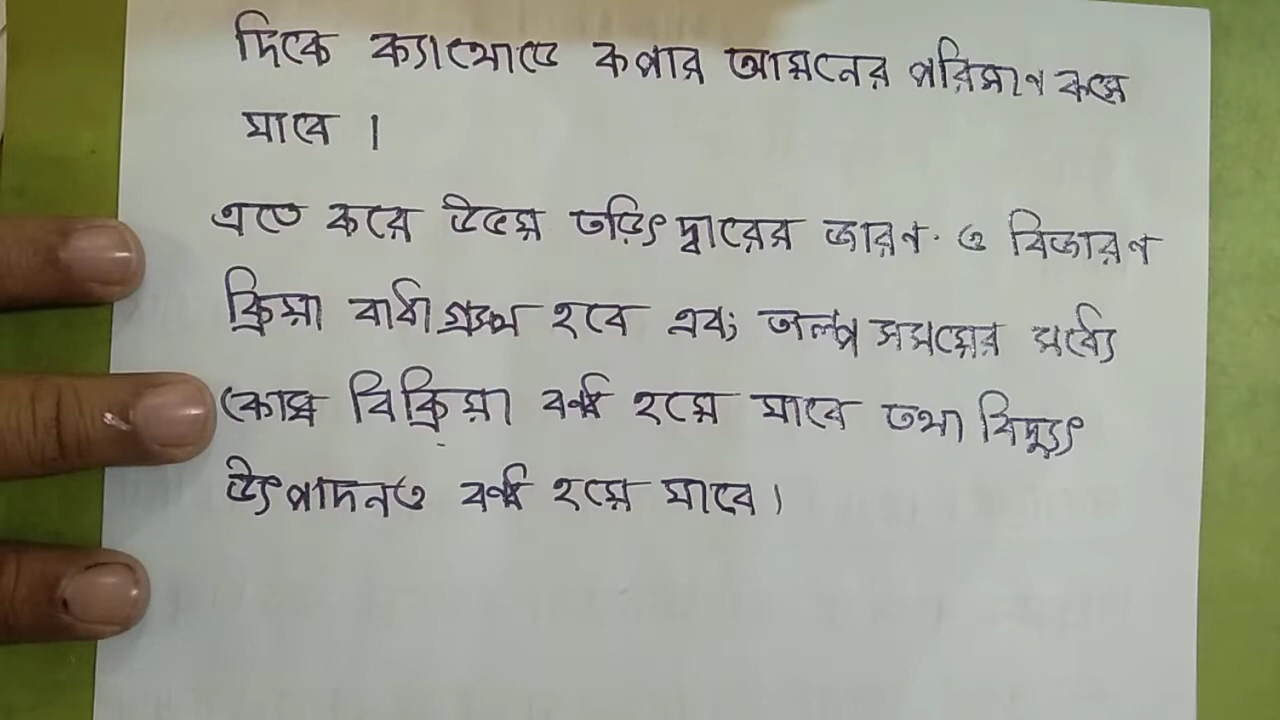 দিকে ক্যাথোডে কপার আয়নের পরিমাণ কমে
যাবে ।
এতে করে উভয় তড়িৎদ্বারের জারণ ও বিজারণ
ক্রিয়া বাধাগ্রস্থ হবে এবং অল্প সময়ের মধ্যে
কোষ বিক্রিয়া বন্ধ হয়ে যাবে তথা বিদ্যুৎ
উৎপাদনও বন্ধ হয়ে যাবে।